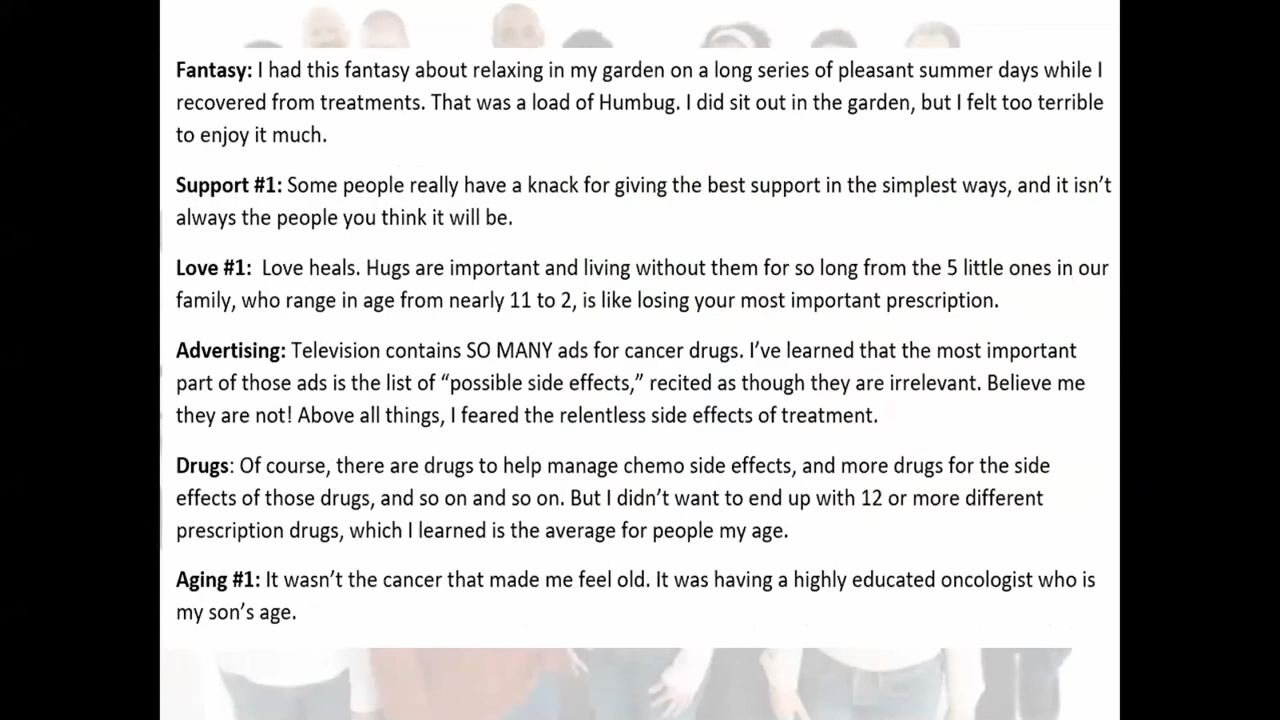 Fantasy: I had this fantasy about relaxing in my garden on a long series of pleasant summer days while I
recovered from treatments. That was a load of Humbug. I did sit out in the garden, but I felt too terrible
to enjoy it much.
Support #1: Some people really have a knack for giving the best support in the simplest ways, and it isn’t
always the people you think it will be.
Love #1:  Love heals. Hugs are important and living without them for so long from the 5 little ones in our
family, who range in age from nearly 11 to 2, is like losing your most important prescription.
Advertising: Television contains SO MANY ads for cancer drugs. I’ve learned that the most important
part of those ads is the list of “possible side effects,” recited as though they are irrelevant. Believe me
they are not! Above all things, I feared the relentless side effects of treatment.
Drugs: Of course, there are drugs to help manage chemo side effects, and more drugs for the side
effects of those drugs, and so on and so on. But I didn’t want to end up with 12 or more different
prescription drugs, which I learned is the average for people my age.
Aging #1: It wasn’t the cancer that made me feel old. It was having a highly educated oncologist who is
my son’s age.